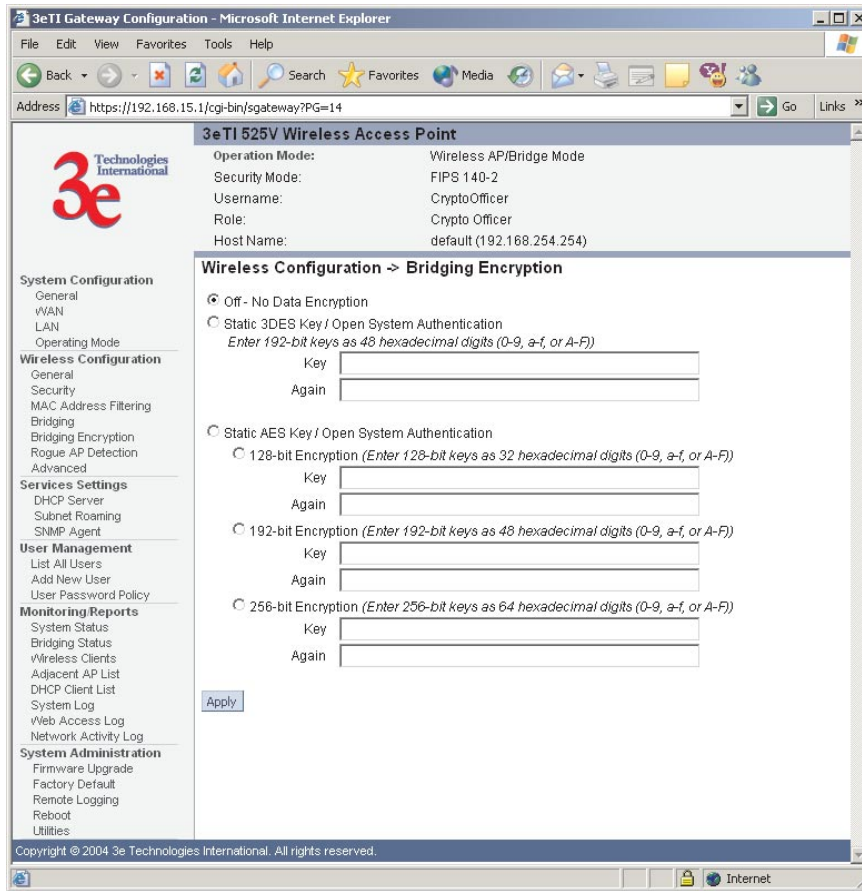 3eTI Gateway Configuration - Microsoft Internet Explorer
File Edit View Favorites Tools Help
Back Search Favorites Media
Address https://192.168.15.1/cgi-bin/sgateway?PG=14 Go Links »
3e Technologies International
3eTI 525V Wireless Access Point
Operation Mode: Wireless AP/Bridge Mode
Security Mode: FIPS 140-2
Username: CryptoOfficer
Role: Crypto Officer
Host Name: default (192.168.254.254)
System Configuration
General
WAN
LAN
Operating Mode
Wireless Configuration
General
Security
MAC Address Filtering
Bridging
Bridging Encryption
Rogue AP Detection
Advanced
Services Settings
DHCP Server
Subnet Roaming
SNMP Agent
User Management
List All Users
Add New User
User Password Policy
Monitoring/Reports
System Status
Bridging Status
Wireless Clients
Adjacent AP List
DHCP Client List
System Log
Web Access Log
Network Activity Log
System Administration
Firmware Upgrade
Factory Default
Remote Logging
Reboot
Utilities
Wireless Configuration -> Bridging Encryption
Off - No Data Encryption
Static 3DES Key / Open System Authentication
Enter 192-bit keys as 48 hexadecimal digits (0-9, a-f, or A-F))
Key
Again
Static AES Key / Open System Authentication
128-bit Encryption (Enter 128-bit keys as 32 hexadecimal digits (0-9, a-f, or A-F))
Key
Again
192-bit Encryption (Enter 192-bit keys as 48 hexadecimal digits (0-9, a-f, or A-F))
Key
Again
256-bit Encryption (Enter 256-bit keys as 64 hexadecimal digits (0-9, a-f, or A-F))
Key
Again
Apply
Copyright © 2004 3e Technologies International. All rights reserved.
Internet